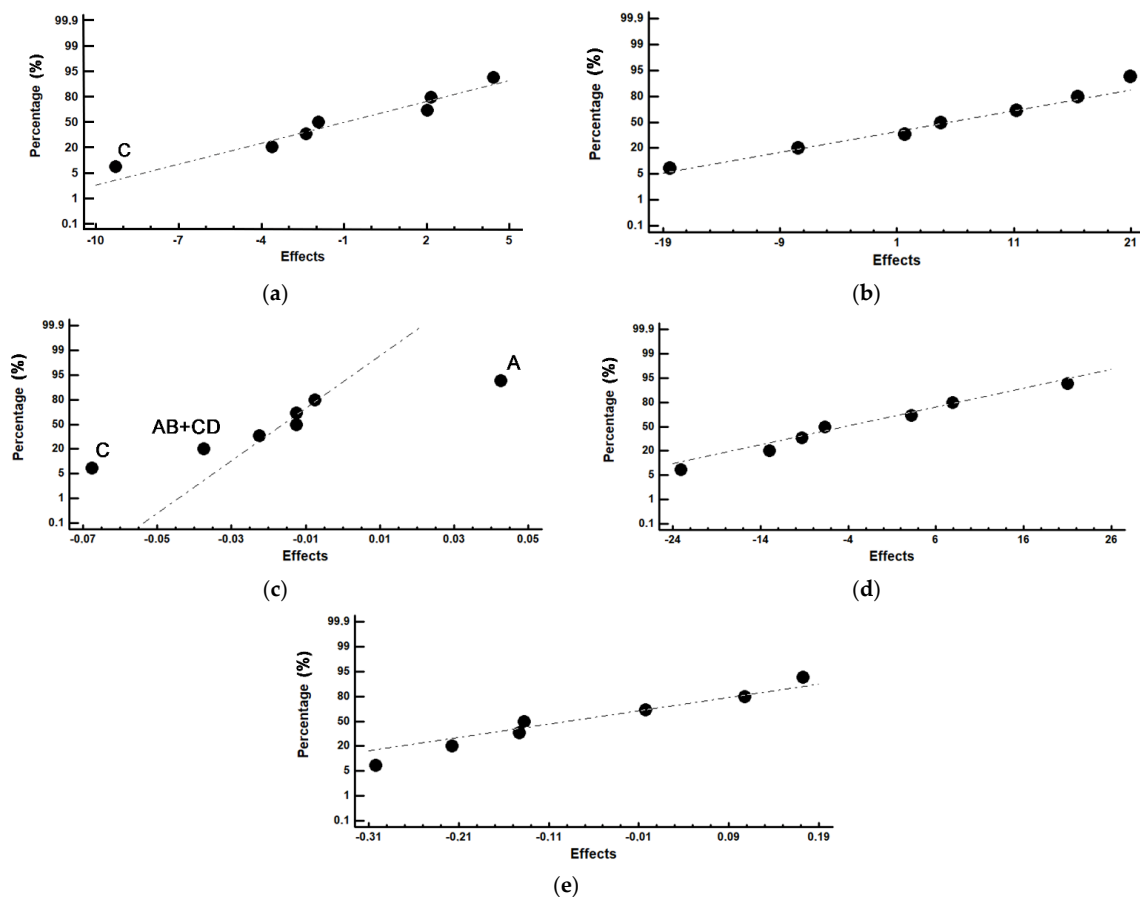 Percentage (%)
99.9
99
95
80
50
20
5
1
0.1
C
-10 -7 -4 -1 2 5
Effects
(a)
Percentage (%)
99.9
99
95
80
50
20
5
1
0.1
-19 -9 1 11 21
Effects
(b)
Percentage (%)
99.9
99
95
80
50
20
5
1
0.1
A
AB+CD
C
-0.07 -0.05 -0.03 -0.01 0.01 0.03 0.05
Effects
(c)
Percentage (%)
99.9
99
95
80
50
20
5
1
0.1
-24 -14 -4 6 16 26
Effects
(d)
Percentage (%)
99.9
99
95
80
50
20
5
1
0.1
-0.31 -0.21 -0.11 -0.01 0.09 0.19
Effects
(e)